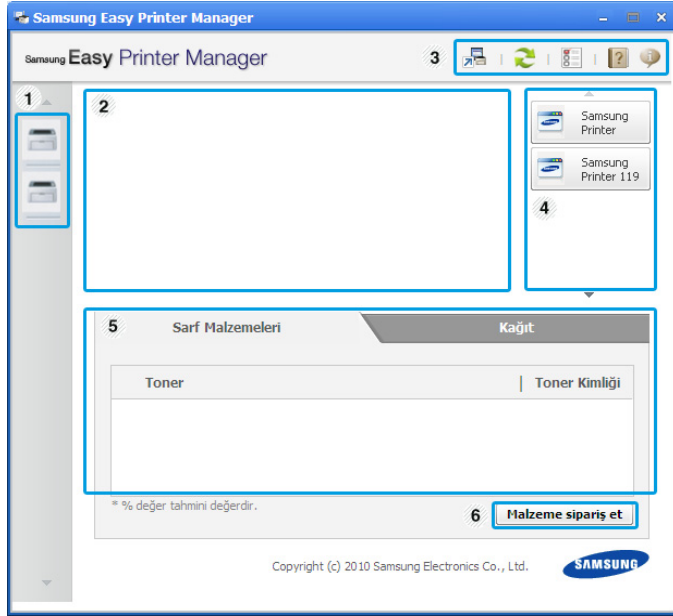 Samsung Easy Printer Manager
Samsung Easy Printer Manager
3
1
2
Samsung
Printer
Samsung
Printer 119
4
5
Sarf Malzemeleri
Kağıt
Toner
Toner Kimliği
* % değer tahmini değerdir.
6
Malzeme sipariş et
Copyright (c) 2010 Samsung Electronics Co., Ltd.
SAMSUNG